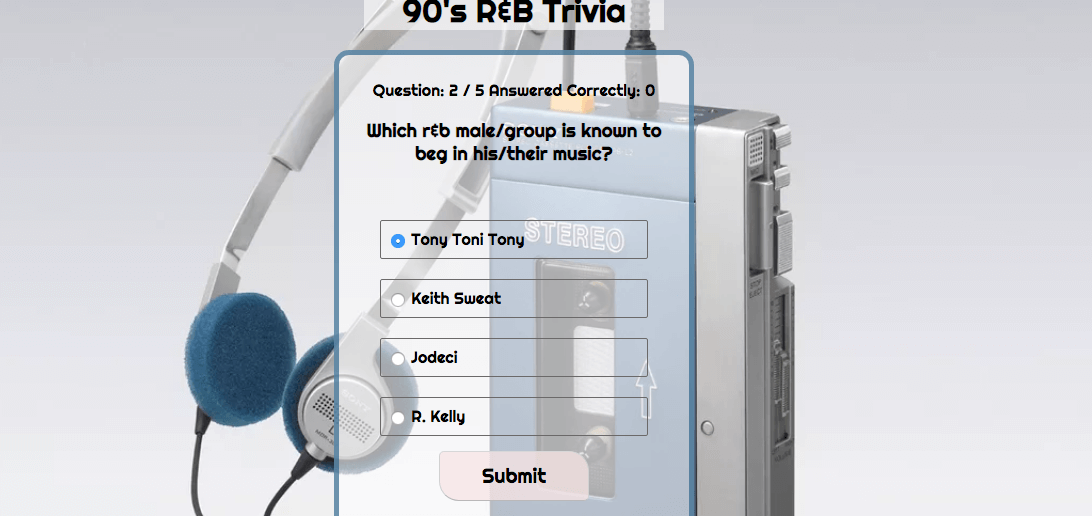 90's R&B Trivia
Question: 2 / 5 Answered Correctly: 0
Which r&b male/group is known to
beg in his/their music?
Tony Toni Tony
STEREO
Keith Sweat
Jodeci
R. Kelly
Submit